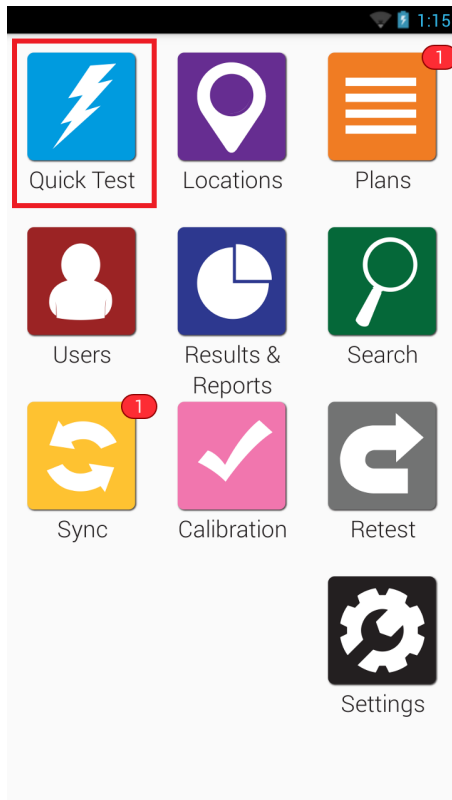 1:15
1
Quick Test
Locations
Plans
Users
Results &
Reports
Search
1
Sync
Calibration
Retest
Settings